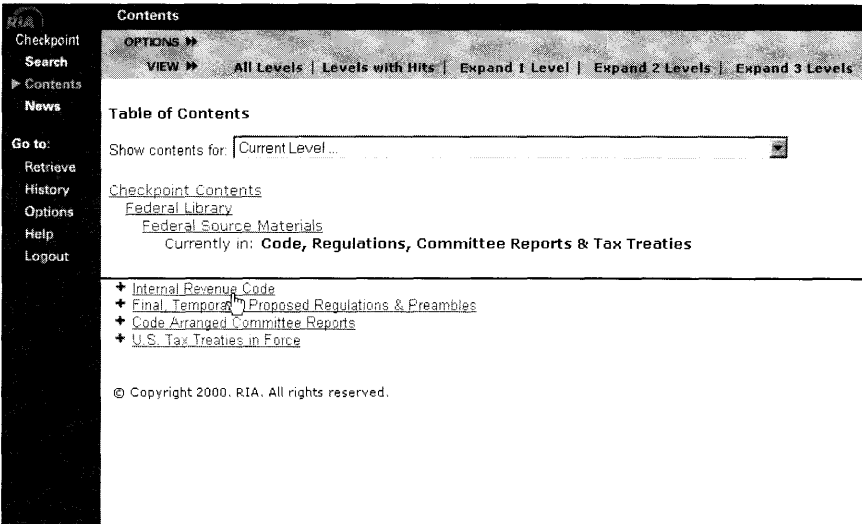 RIA
Contents
Checkpoint
Search
Contents
News
Go to:
Retrieve
History
Options
Help
Logout
OPTIONS
VIEW All Levels | Levels with Hits | Expand 1 Level | Expand 2 Levels | Expand 3 Levels
Table of Contents
Show contents for: Current Level ...
Checkpoint Contents
Federal Library
Federal Source Materials
Currently in: Code, Regulations, Committee Reports & Tax Treaties
+ Internal Revenue Code
+ Final, Temporary Proposed Regulations & Preambles
+ Code Arranged Committee Reports
+ U.S. Tax Treaties in Force
© Copyright 2000. RIA. All rights reserved.